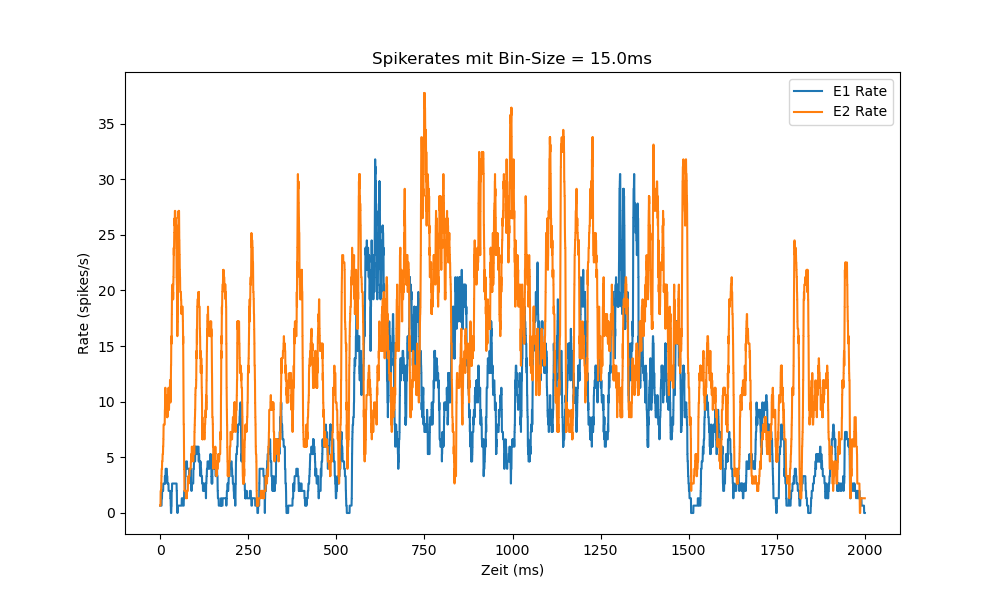 Spikerates mit Bin-Size = 15.0ms
E1 Rate
E2 Rate
Rate (spikes/s)
35
30
25
20
15
10
5
0
0 250 500 750 1000 1250 1500 1750 2000
Zeit (ms)